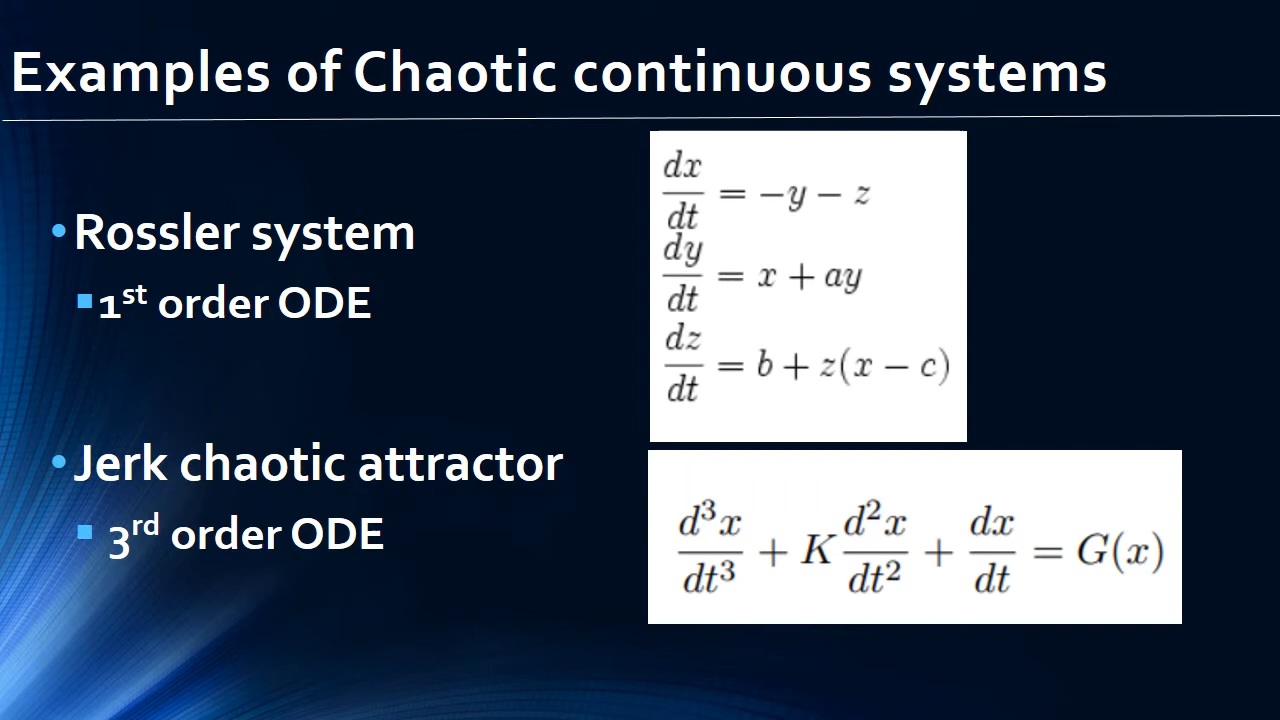 Examples of Chaotic continuous systems
• Rossler system
▪ 1st order ODE
dx/dt = −y − z
dy/dt = x + ay
dz/dt = b + z(x − c)
• Jerk chaotic attractor
▪ 3rd order ODE
d³x/dt³ + K d²x/dt² + dx/dt = G(x)